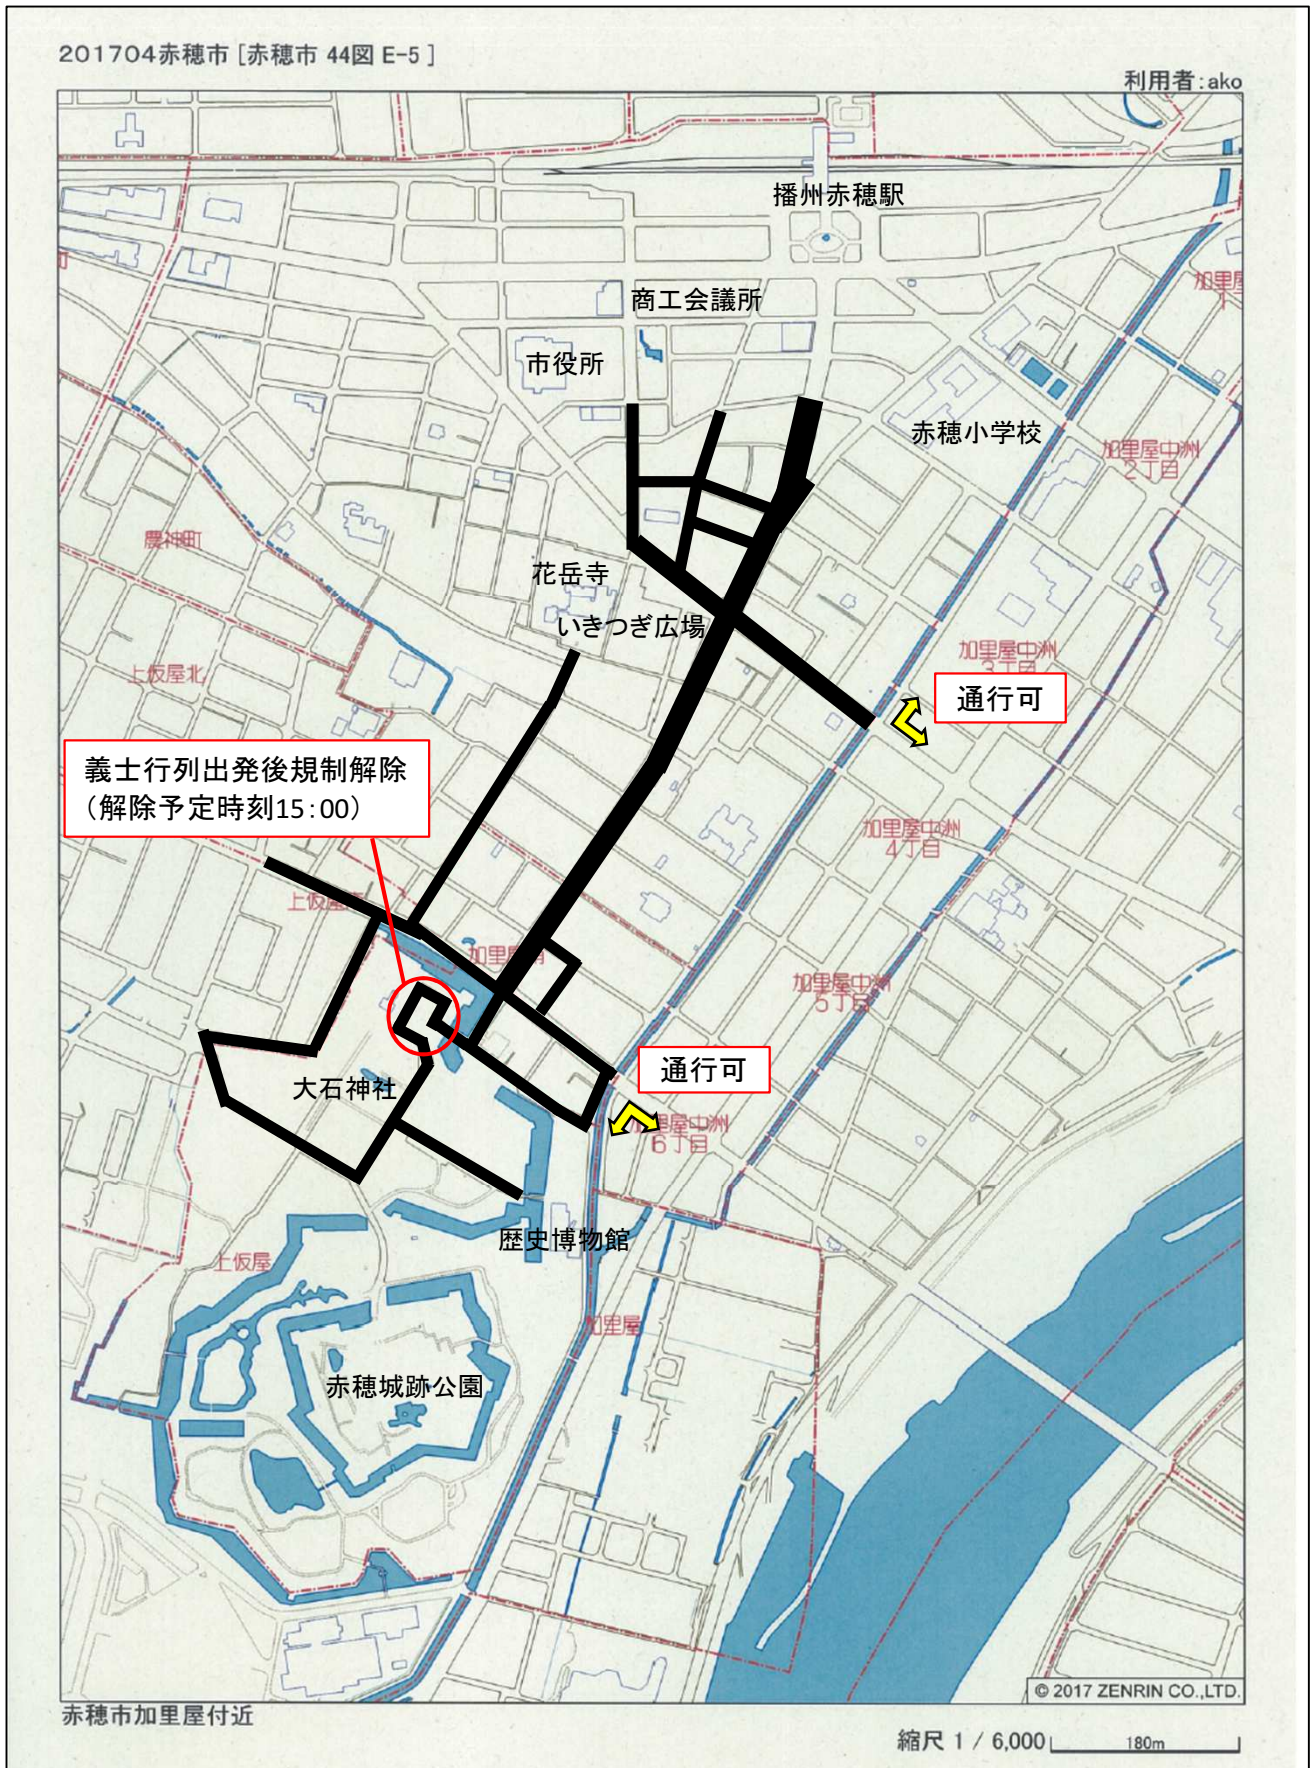 201704赤穂市 [赤穂市 44図 E-5 ]
利用者:ako
播州赤穂駅
加里屋
1
商工会議所
市役所
赤穂小学校
加里屋中洲
2丁目
農神町
花岳寺
いきつぎ広場
加里屋中洲
3丁目
上仮屋北
通行可
義士行列出発後規制解除
（解除予定時刻15:00）
加里屋中洲
4丁目
上仮屋南
加里屋南
加里屋中洲
5丁目
通行可
大石神社
加里屋中洲
6丁目
歴史博物館
上仮屋
加里屋
赤穂城跡公園
© 2017 ZENRIN CO.,LTD.
赤穂市加里屋付近
縮尺 1 / 6,000
180m